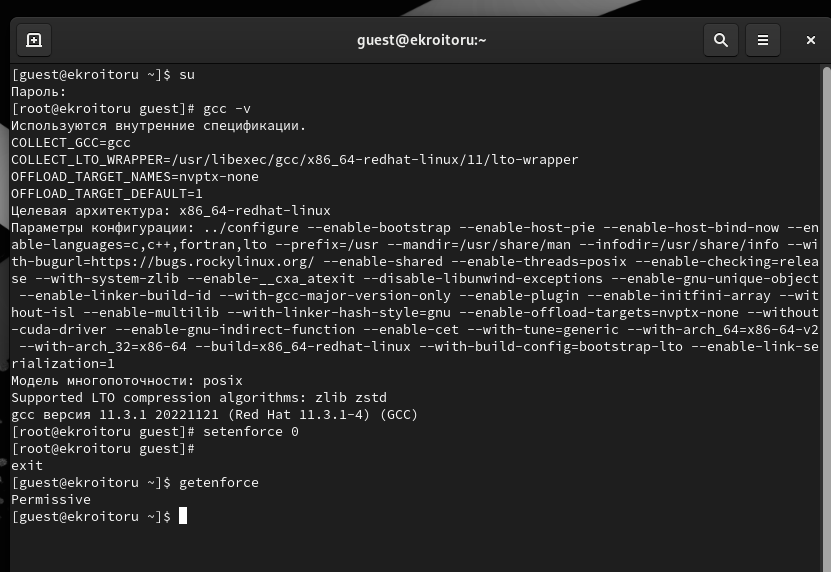 guest@ekroitoru:~
[guest@ekroitoru ~]$ su
Пароль:
[root@ekroitoru guest]# gcc -v
Используются внутренние спецификации.
COLLECT_GCC=gcc
COLLECT_LTO_WRAPPER=/usr/libexec/gcc/x86_64-redhat-linux/11/lto-wrapper
OFFLOAD_TARGET_NAMES=nvptx-none
OFFLOAD_TARGET_DEFAULT=1
Целевая архитектура: x86_64-redhat-linux
Параметры конфигурации: ../configure --enable-bootstrap --enable-host-pie --enable-host-bind-now --en
able-languages=c,c++,fortran,lto --prefix=/usr --mandir=/usr/share/man --infodir=/usr/share/info --wi
th-bugurl=https://bugs.rockylinux.org/ --enable-shared --enable-threads=posix --enable-checking=relea
se --with-system-zlib --enable-__cxa_atexit --disable-libunwind-exceptions --enable-gnu-unique-object
 --enable-linker-build-id --with-gcc-major-version-only --enable-plugin --enable-initfini-array --wit
hout-isl --enable-multilib --with-linker-hash-style=gnu --enable-offload-targets=nvptx-none --without
-cuda-driver --enable-gnu-indirect-function --enable-cet --with-tune=generic --with-arch_64=x86-64-v2
 --with-arch_32=x86-64 --build=x86_64-redhat-linux --with-build-config=bootstrap-lto --enable-link-se
rialization=1
Модель многопоточности: posix
Supported LTO compression algorithms: zlib zstd
gcc версия 11.3.1 20221121 (Red Hat 11.3.1-4) (GCC)
[root@ekroitoru guest]# setenforce 0
[root@ekroitoru guest]#
exit
[guest@ekroitoru ~]$ getenforce
Permissive
[guest@ekroitoru ~]$